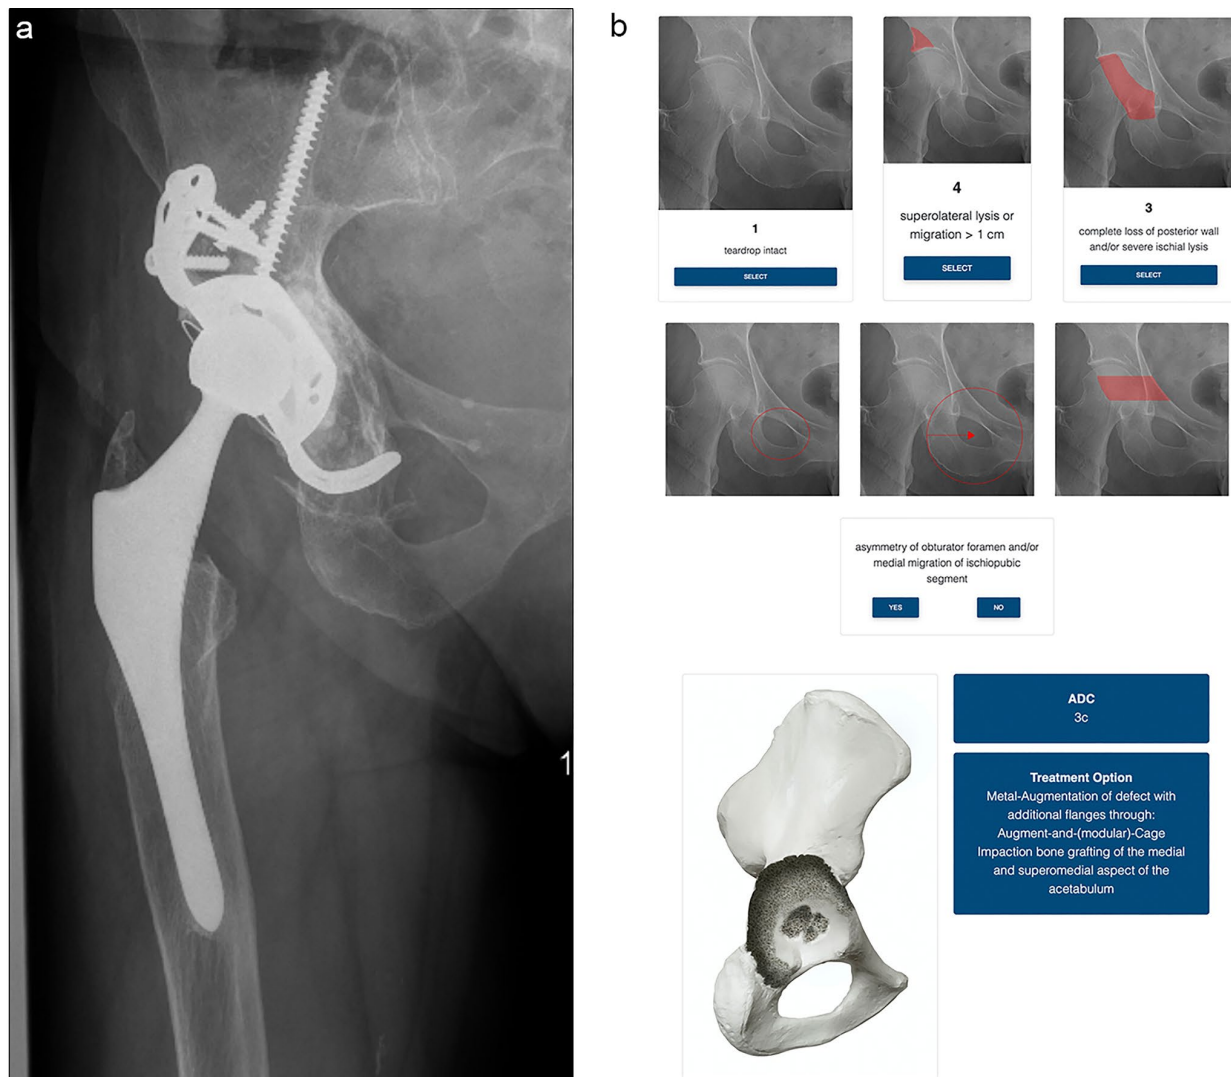 a
b
1
teardrop intact
SELECT
4
superolateral lysis or
migration > 1 cm
SELECT
3
complete loss of posterior wall
and/or severe ischial lysis
SELECT
asymmetry of obturator foramen and/or
medial migration of ischiopubic
segment
YES
NO
1
ADC
3c
Treatment Option
Metal-Augmentation of defect with
additional flanges through:
Augment-and-(modular)-Cage
Impaction bone grafting of the medial
and superomedial aspect of the
acetabulum